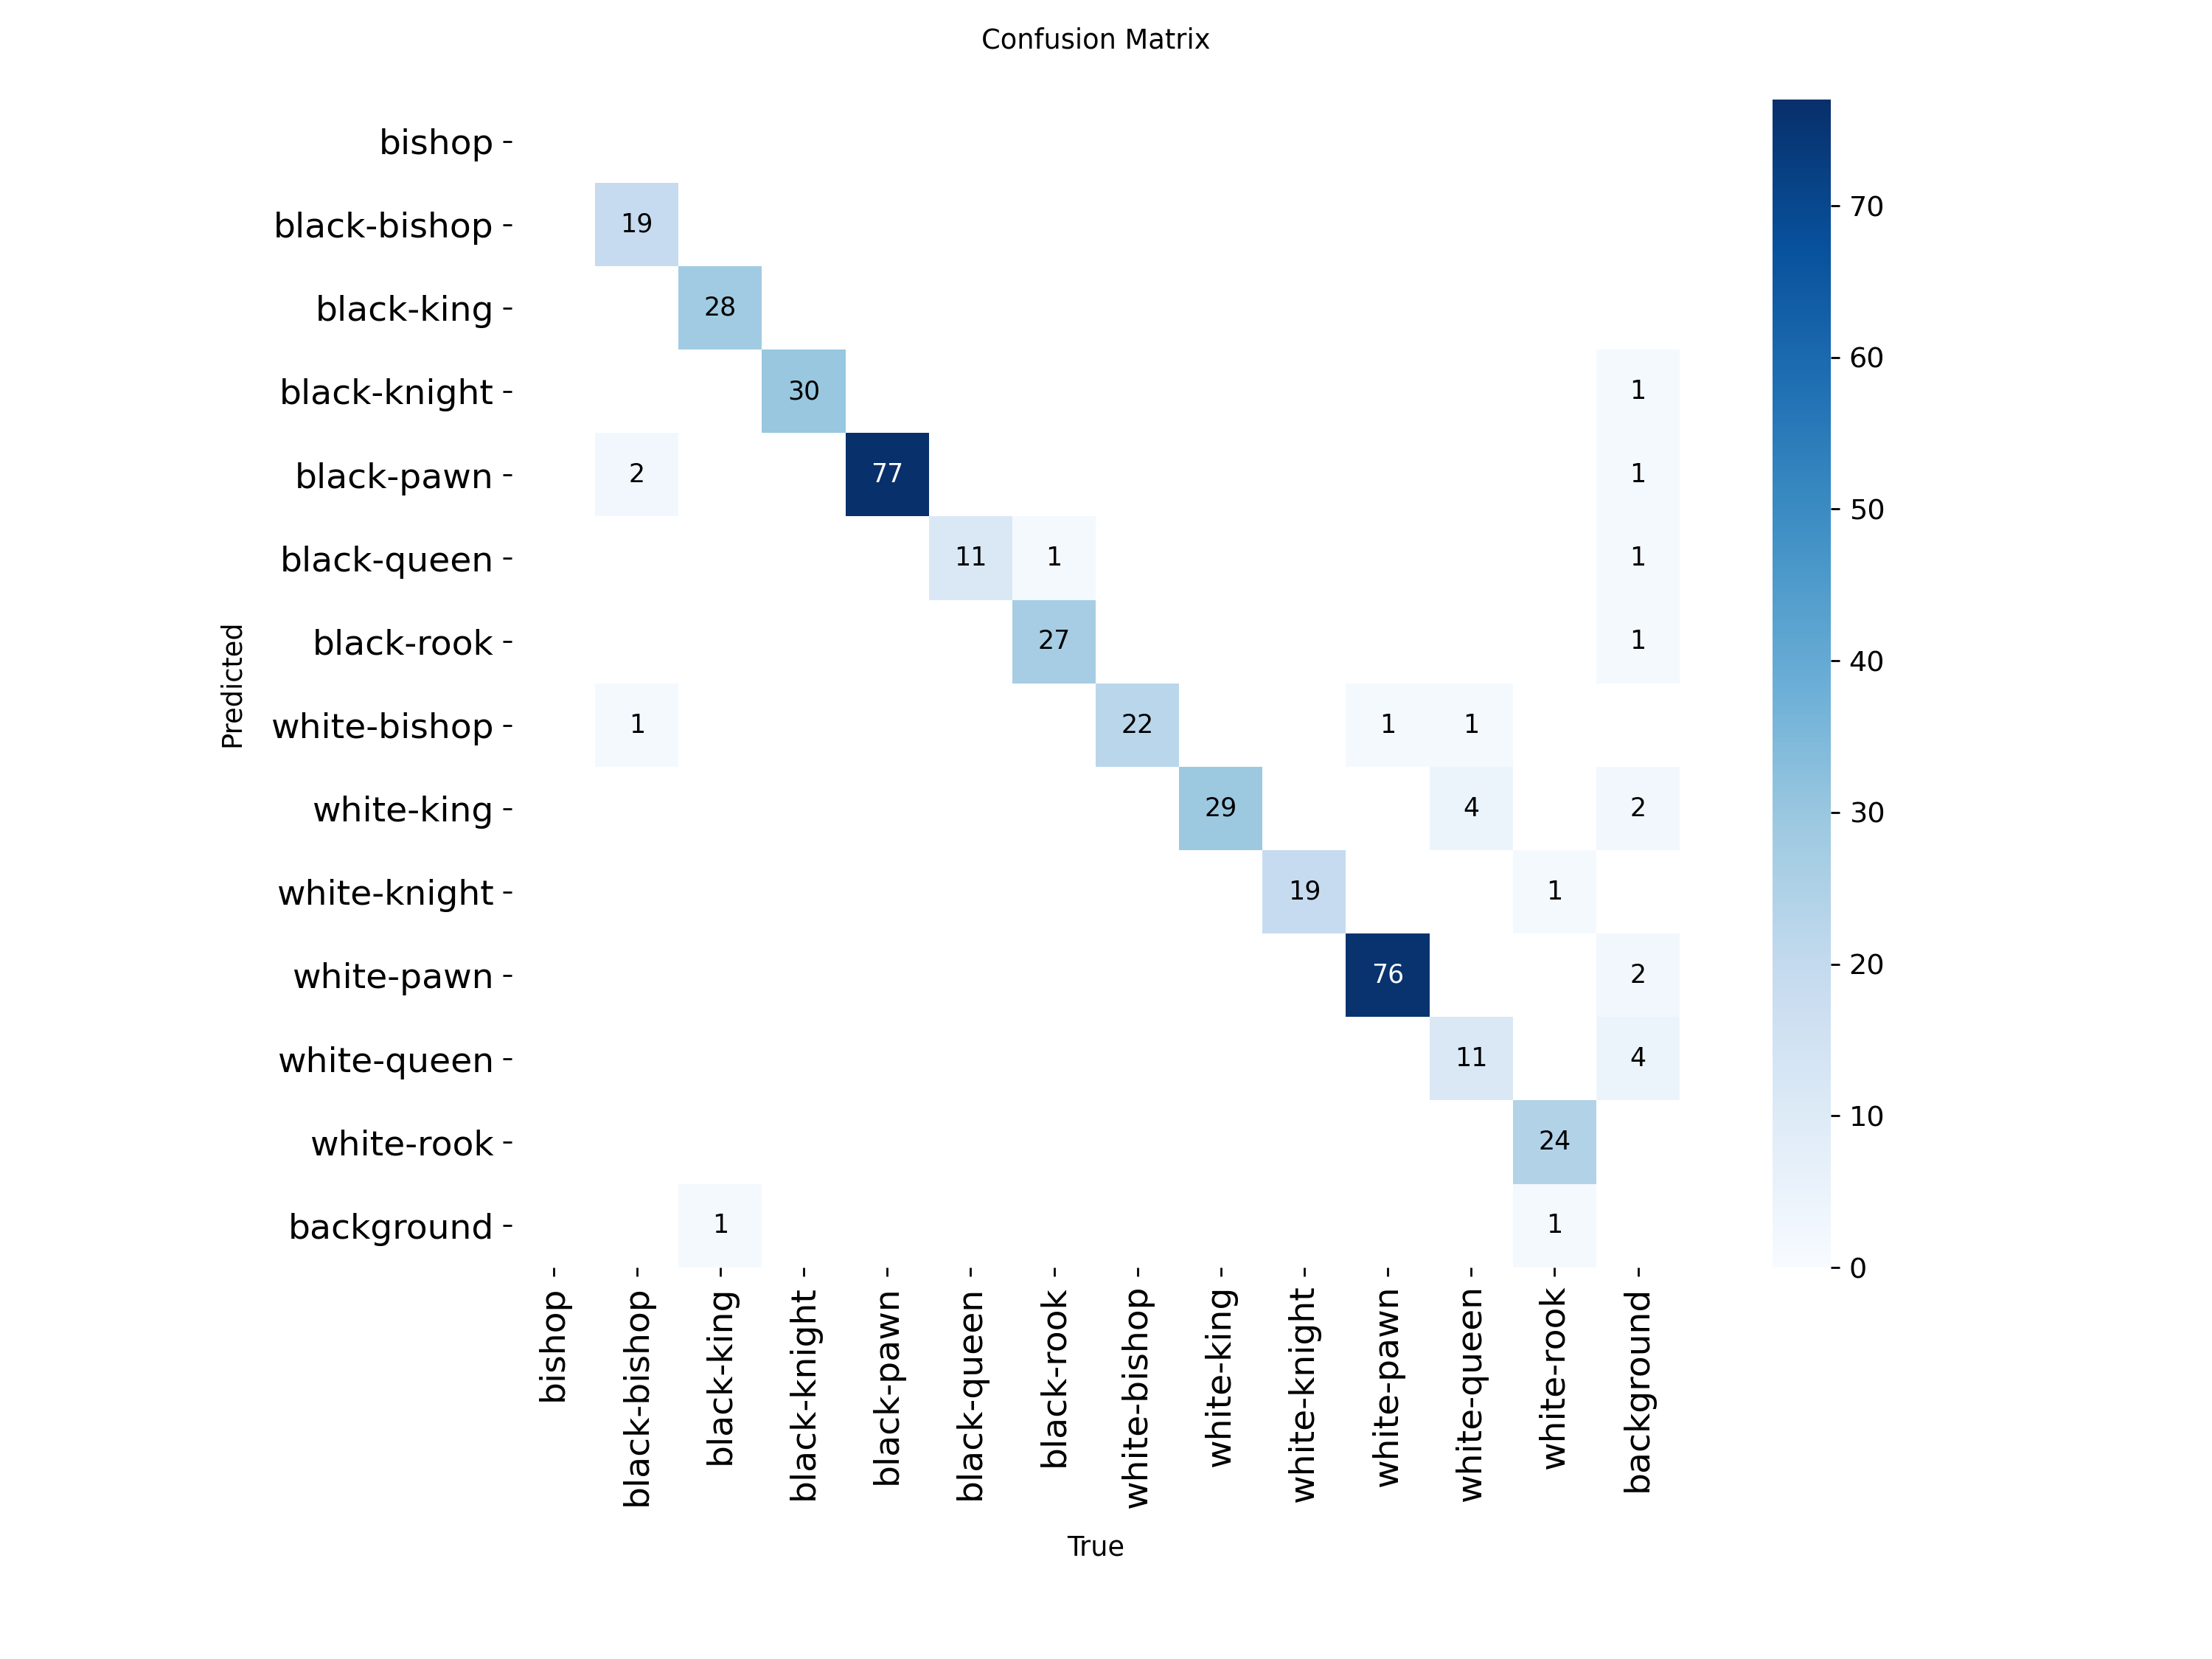 Confusion Matrix
bishop
black-bishop 19
black-king 28
black-knight 30 1
black-pawn 2 77 1
black-queen 11 1 1
black-rook 27 1
white-bishop 1 22 1 1
white-king 29 4 2
white-knight 19 1
white-pawn 76 2
white-queen 11 4
white-rook 24
background 1 1
Predicted
bishop
black-bishop
black-king
black-knight
black-pawn
black-queen
black-rook
white-bishop
white-king
white-knight
white-pawn
white-queen
white-rook
background
True
70
60
50
40
30
20
10
0